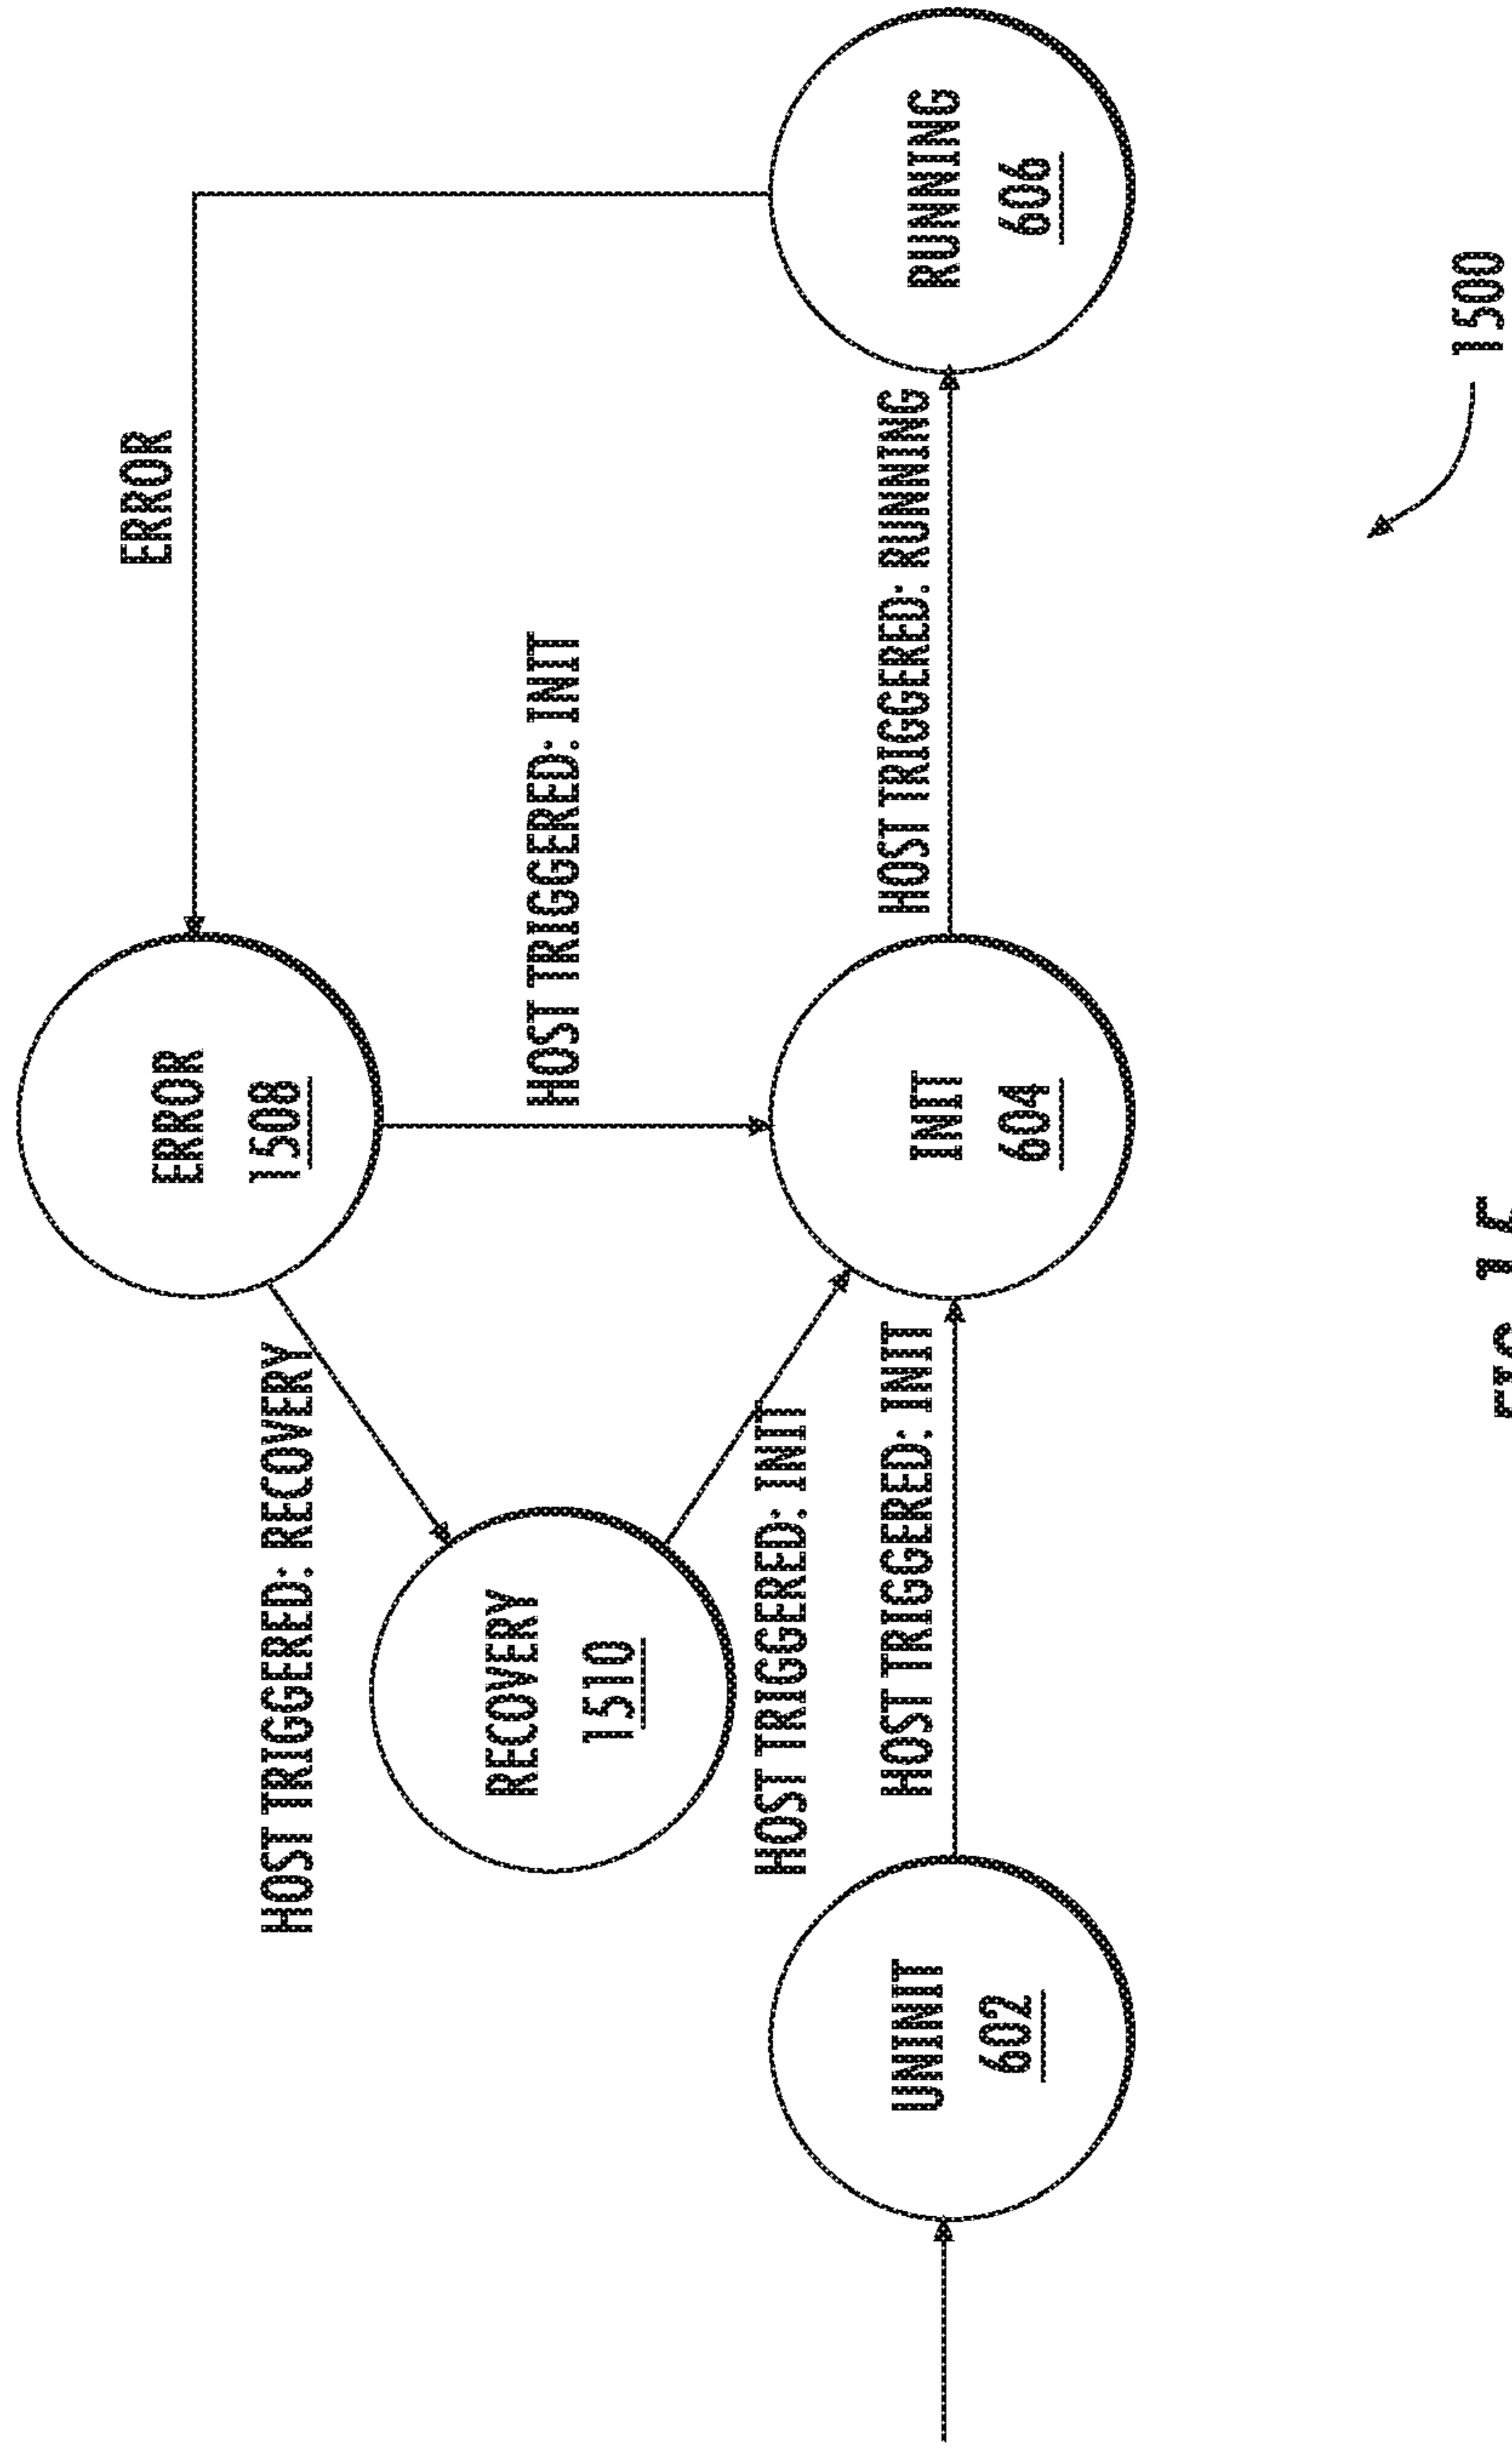 ERROR
ERROR
1508
HOST TRIGGERED: RECOVERY
HOST TRIGGERED: INIT
RECOVERY
1510
HOST TRIGGERED: INIT
HOST TRIGGERED: INIT
HOST TRIGGERED: RUNNING
UNINIT
602
INIT
604
RUNNING
606
1500